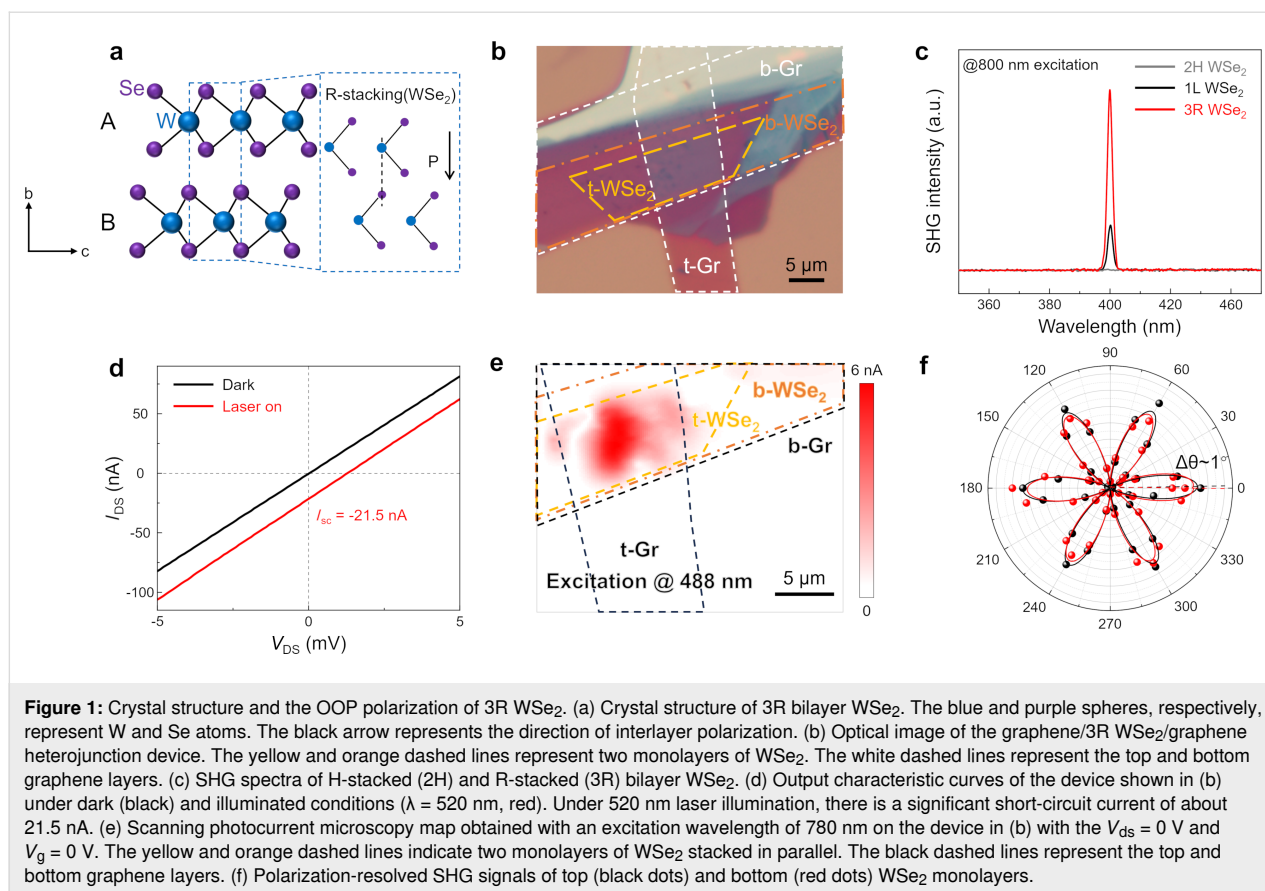 a
Se
W
A
B
b
c
R-stacking(WSe₂)
P
b
b-Gr
b-WSe₂
t-WSe₂
t-Gr
5 µm
c
@800 nm excitation
2H WSe₂
1L WSe₂
3R WSe₂
SHG intensity (a.u.)
360 380 400 420 440 460
Wavelength (nm)
d
Dark
Laser on
50
0
-50
-100
I_DS (nA)
I_sc = -21.5 nA
-5 0 5
V_DS (mV)
e
6 nA
0
b-WSe₂
t-WSe₂
b-Gr
t-Gr
Excitation @ 488 nm
5 µm
f
90
120 60
150 30
Δθ~1°
180 0
210 330
240 300
270
Figure 1: Crystal structure and the OOP polarization of 3R WSe₂. (a) Crystal structure of 3R bilayer WSe₂. The blue and purple spheres, respectively,
represent W and Se atoms. The black arrow represents the direction of interlayer polarization. (b) Optical image of the graphene/3R WSe₂/graphene
heterojunction device. The yellow and orange dashed lines represent two monolayers of WSe₂. The white dashed lines represent the top and bottom
graphene layers. (c) SHG spectra of H-stacked (2H) and R-stacked (3R) bilayer WSe₂. (d) Output characteristic curves of the device shown in (b)
under dark (black) and illuminated conditions (λ = 520 nm, red). Under 520 nm laser illumination, there is a significant short-circuit current of about
21.5 nA. (e) Scanning photocurrent microscopy map obtained with an excitation wavelength of 780 nm on the device in (b) with the V_ds = 0 V and
V_g = 0 V. The yellow and orange dashed lines indicate two monolayers of WSe₂ stacked in parallel. The black dashed lines represent the top and
bottom graphene layers. (f) Polarization-resolved SHG signals of top (black dots) and bottom (red dots) WSe₂ monolayers.